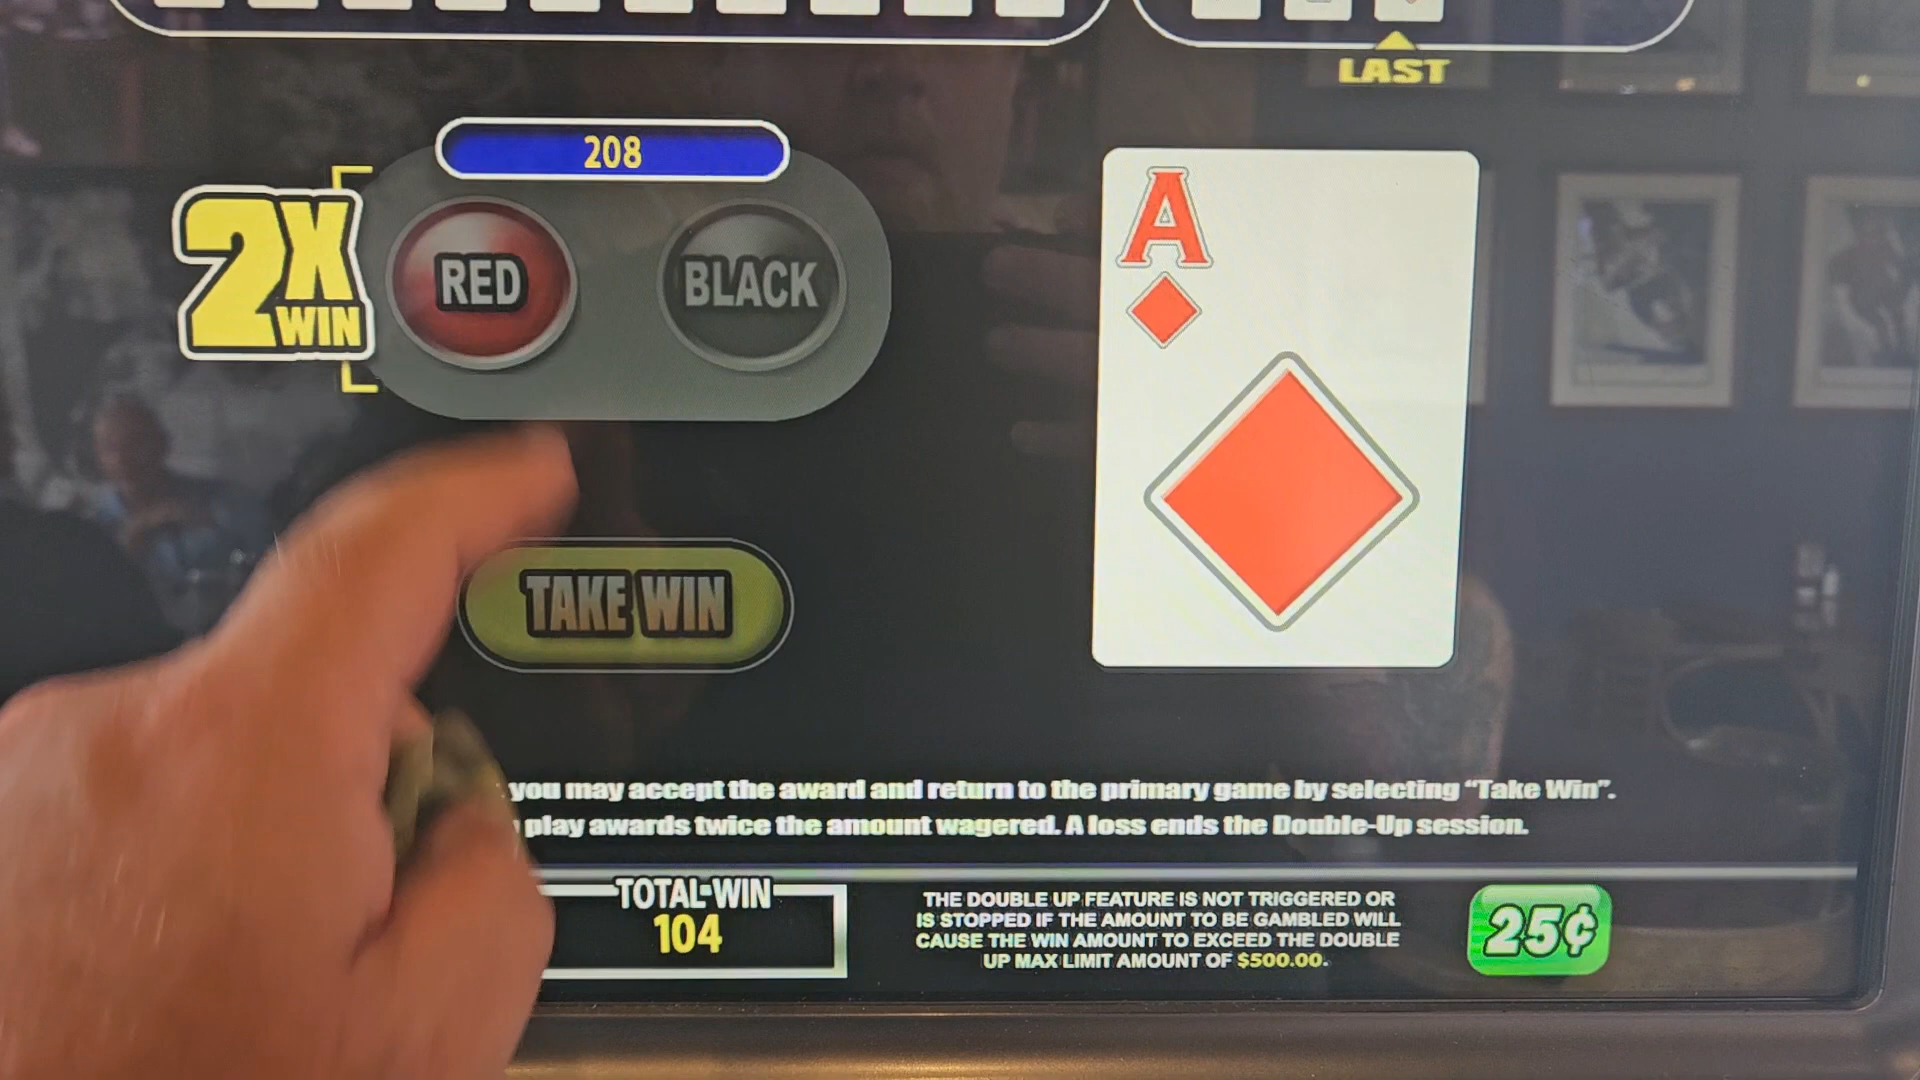 LAST
208
2X
WIN
RED
BLACK
A
TAKE WIN
you may accept the award and return to the primary game by selecting “Take Win”.
play awards twice the amount wagered. A loss ends the Double-Up session.
TOTAL WIN
104
THE DOUBLE UP FEATURE IS NOT TRIGGERED OR
IS STOPPED IF THE AMOUNT TO BE GAMBLED WILL
CAUSE THE WIN AMOUNT TO EXCEED THE DOUBLE
UP MAX LIMIT AMOUNT OF $500.00.
25¢